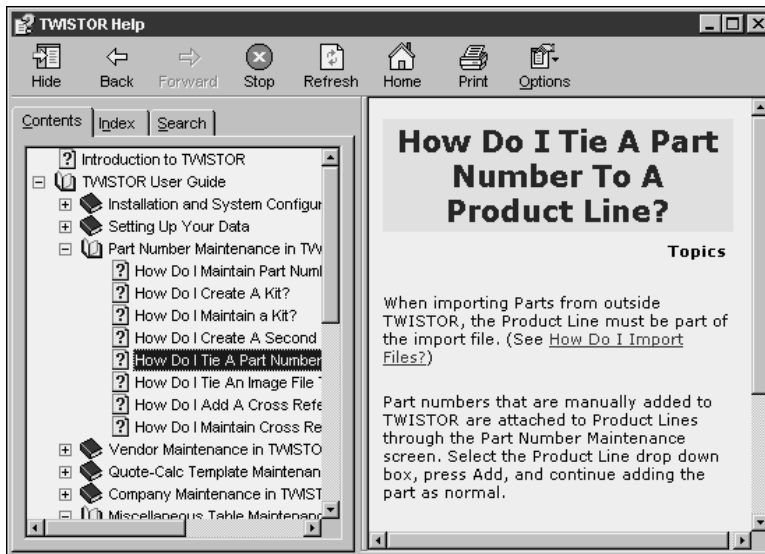 TWISTOR Help
Hide Back Forward Stop Refresh Home Print Options
Contents Index Search
Introduction to TWISTOR
TWISTOR User Guide
Installation and System Configur
Setting Up Your Data
Part Number Maintenance in TW
How Do I Maintain Part Numl
How Do I Create A Kit?
How Do I Maintain a Kit?
How Do I Create A Second
How Do I Tie A Part Number
How Do I Tie An Image File T
How Do I Add A Cross Refe
How Do I Maintain Cross Re
Vendor Maintenance in TWISTO
Quote-Calc Template Maintenan
Company Maintenance in TWIST
Miscellaneous Table Maintenanc
How Do I Tie A Part
Number To A
Product Line?
Topics
When importing Parts from outside
TWISTOR, the Product Line must be part of
the import file. (See How Do I Import
Files?)
Part numbers that are manually added to
TWISTOR are attached to Product Lines
through the Part Number Maintenance
screen. Select the Product Line drop down
box, press Add, and continue adding the
part as normal.